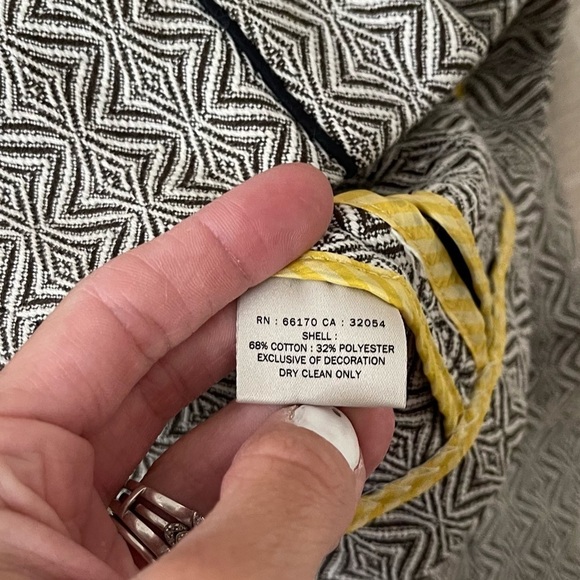 RN : 66170 CA : 32054
SHELL :
68% COTTON : 32% POLYESTER
EXCLUSIVE OF DECORATION
DRY CLEAN ONLY